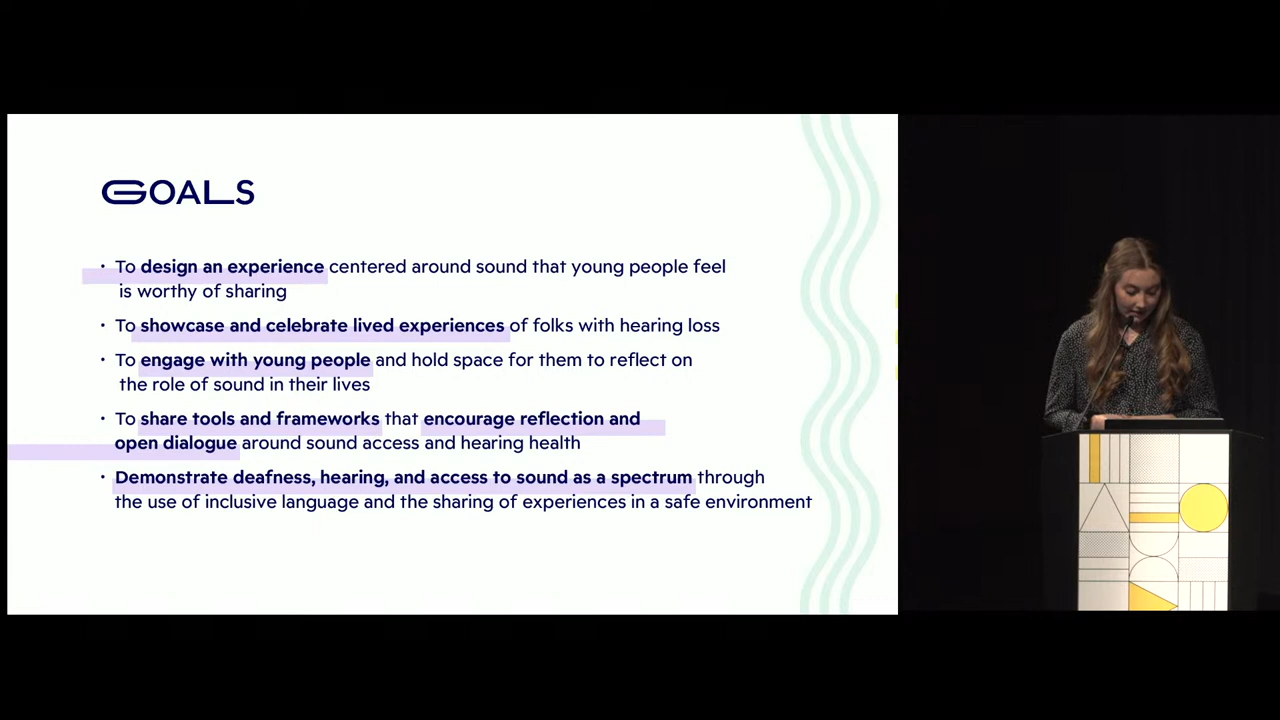 GOALS
• To design an experience centered around sound that young people feel
is worthy of sharing
• To showcase and celebrate lived experiences of folks with hearing loss
• To engage with young people and hold space for them to reflect on
the role of sound in their lives
• To share tools and frameworks that encourage reflection and
open dialogue around sound access and hearing health
• Demonstrate deafness, hearing, and access to sound as a spectrum through
the use of inclusive language and the sharing of experiences in a safe environment